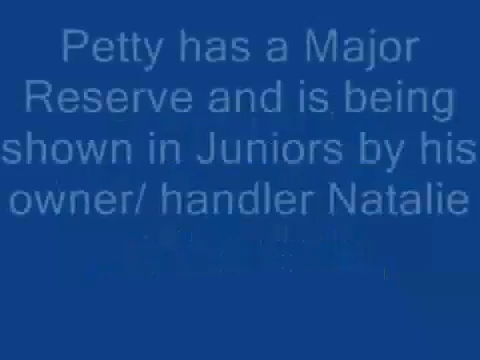 Petty has a Major
Reserve and is being
shown in Juniors by his
owner/ handler Natalie